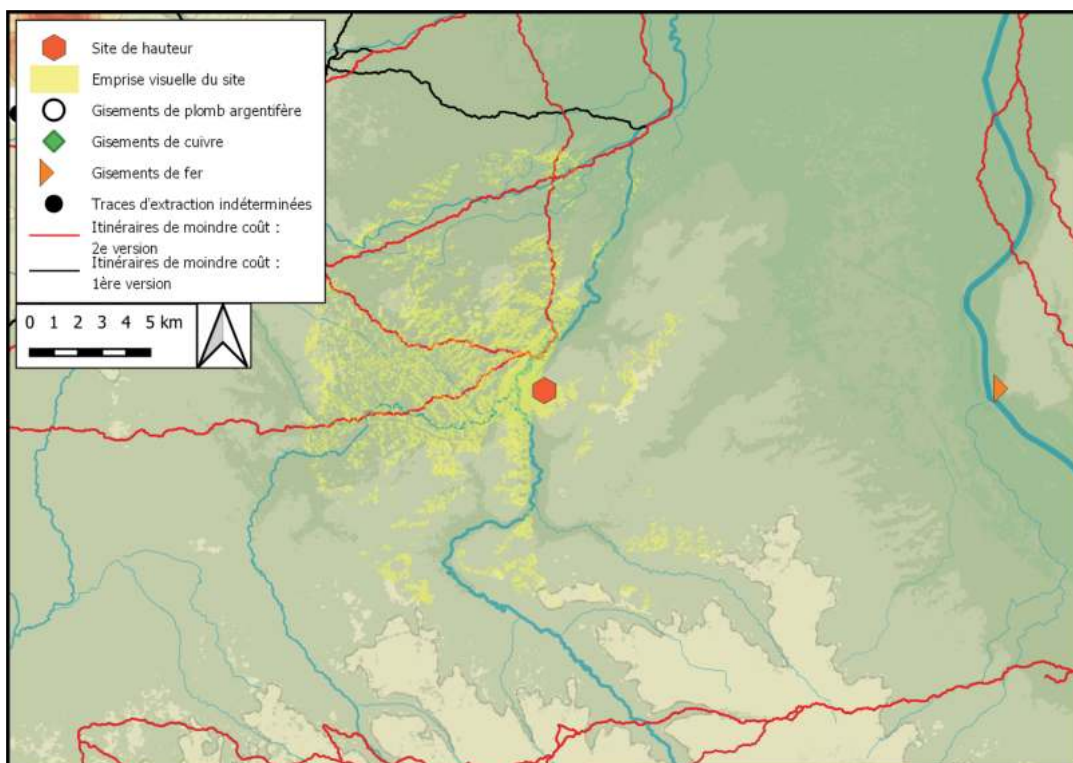 Site de hauteur
Emprise visuelle du site
Gisements de plomb argentifère
Gisements de cuivre
Gisements de fer
Traces d'extraction indéterminées
Itinéraires de moindre coût :
2e version
Itinéraires de moindre coût :
1ère version
0 1 2 3 4 5 km